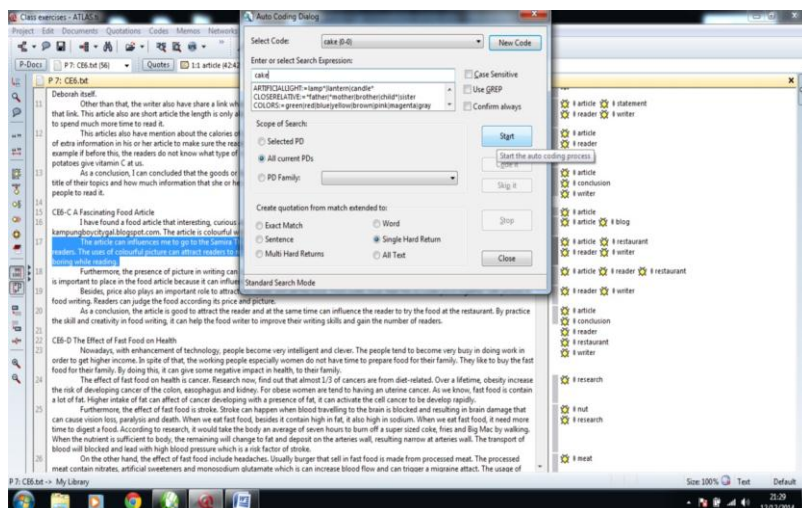 Class exercises - ATLAS.ti
Auto Coding Dialog
Project Edit Documents Quotations Codes Memos Networks
Select Code:
cake {0-0}
New Code
P-Docs
P 7: CE6.txt {56}
Quotes
1:1 article {42:42
Enter or select Search Expression:
cake
ARTIFICIALLIGHT:=lamp*|lantern|candle*
CLOSERELATIVE:=*father|*mother|brother|child*|sister
COLORS:=green|red|blue|yellow|brown|pink|magenta|gray
Case Sensitive
Use GREP
Confirm always
Scope of Search:
Selected PD
All current PDs
PD Family:
Start
Start the auto coding process
Skip it
Stop
Close
Create quotation from match extended to:
Exact Match
Word
Sentence
Single Hard Return
Multi Hard Returns
All Text
Standard Search Mode
P 7: CE6.txt
Deborah itself.
11 Other than that, the writer also have share a link wh
that link. This article also are short article the length is only al
to spend much more time to read it.
12 This articles also have mention about the calories of
of extra information in his or her article to make sure the read
example if before this, the readers do not know what type of
potatoes give vitamin C at us.
13 As a conclusion, I can concluded that the goods or
title of their topics and how much information that she or he
people to read it.
15 CE6-C A Fascinating Food Article
16 I have found a food article that interesting, curious
kampungboycitygal.blogspot.com. The article is colourful w
17 The article can influences me to go to the Samira T
readers. The uses of colourful picture can attract readers to r
boring while reading.
18 Furthermore, the presence of picture in writing can
is important to place in the food article because it can influe
19 Besides, price also plays an important role to attrac
food writing. Readers can judge the food according its price and picture.
20 As a conclusion, the article is good to attract the reader and at the same time can influence the reader to try the food at the restaurant. By practice
the skill and creativity in food writing, it can help the food writer to improve their writing skills and gain the number of readers.
21
22 CE6-D The Effect of Fast Food on Health
23 Nowadays, with enhancement of technology, people become very intelligent and clever. The people tend to become very busy in doing work in
order to get higher income. In spite of that, the working people especially women do not have time to prepare food for their family. They like to buy the fast
food for their family. By doing this, it can give some negative impact in health, to their family.
24 The effect of fast food on health is cancer. Research now, find out that almost 1/3 of cancers are from diet-related. Over a lifetime, obesity increase
the risk of developing cancer of the colon, esophagus and kidney. For obese women are tend to having an uterine cancer. As we know, fast food is contain
a lot of fat. Higher intake of fat can affect of cancer developing with a presence of fat, it can activate the cell cancer to be develop rapidly.
25 Furthermore, the effect of fast food is stroke. Stroke can happen when blood travelling to the brain is blocked and resulting in brain damage that
can cause vision loss, paralysis and death. When we eat fast food, besides it contain high in fat, it also high in sodium. When we eat fast food, it need more
time to digest a food. According to research, it would take the body an average of seven hours to burn off a super sized coke, fries and Big Mac by walking.
When the nutrient is sufficient to body, the remaining will change to fat and deposit on the arteries wall, resulting narrow at arteries wall. The transport of
blood will blocked and lead with high blood pressure which is a risk factor of stroke.
26 On the other hand, the effect of fast food include headaches. Usually burger that sell in fast food is made from processed meat. The processed
meat contain nitrates, artificial sweeteners and monosodium glutamate which is can increase blood flow and can trigger a migraine attact. The usage of
# article # statement
# reader # writer
# article
# reader
# article
# conclusion
# writer
# article
# article # blog
# article # restaurant
# reader # writer
# article # reader # restaurant
# reader # writer
# article
# conclusion
# reader
# restaurant
# writer
# research
# nut
# research
# meat
P 7: CE6.txt -> My Library
Size: 100%
Text
Default
21:29
12/12/2014